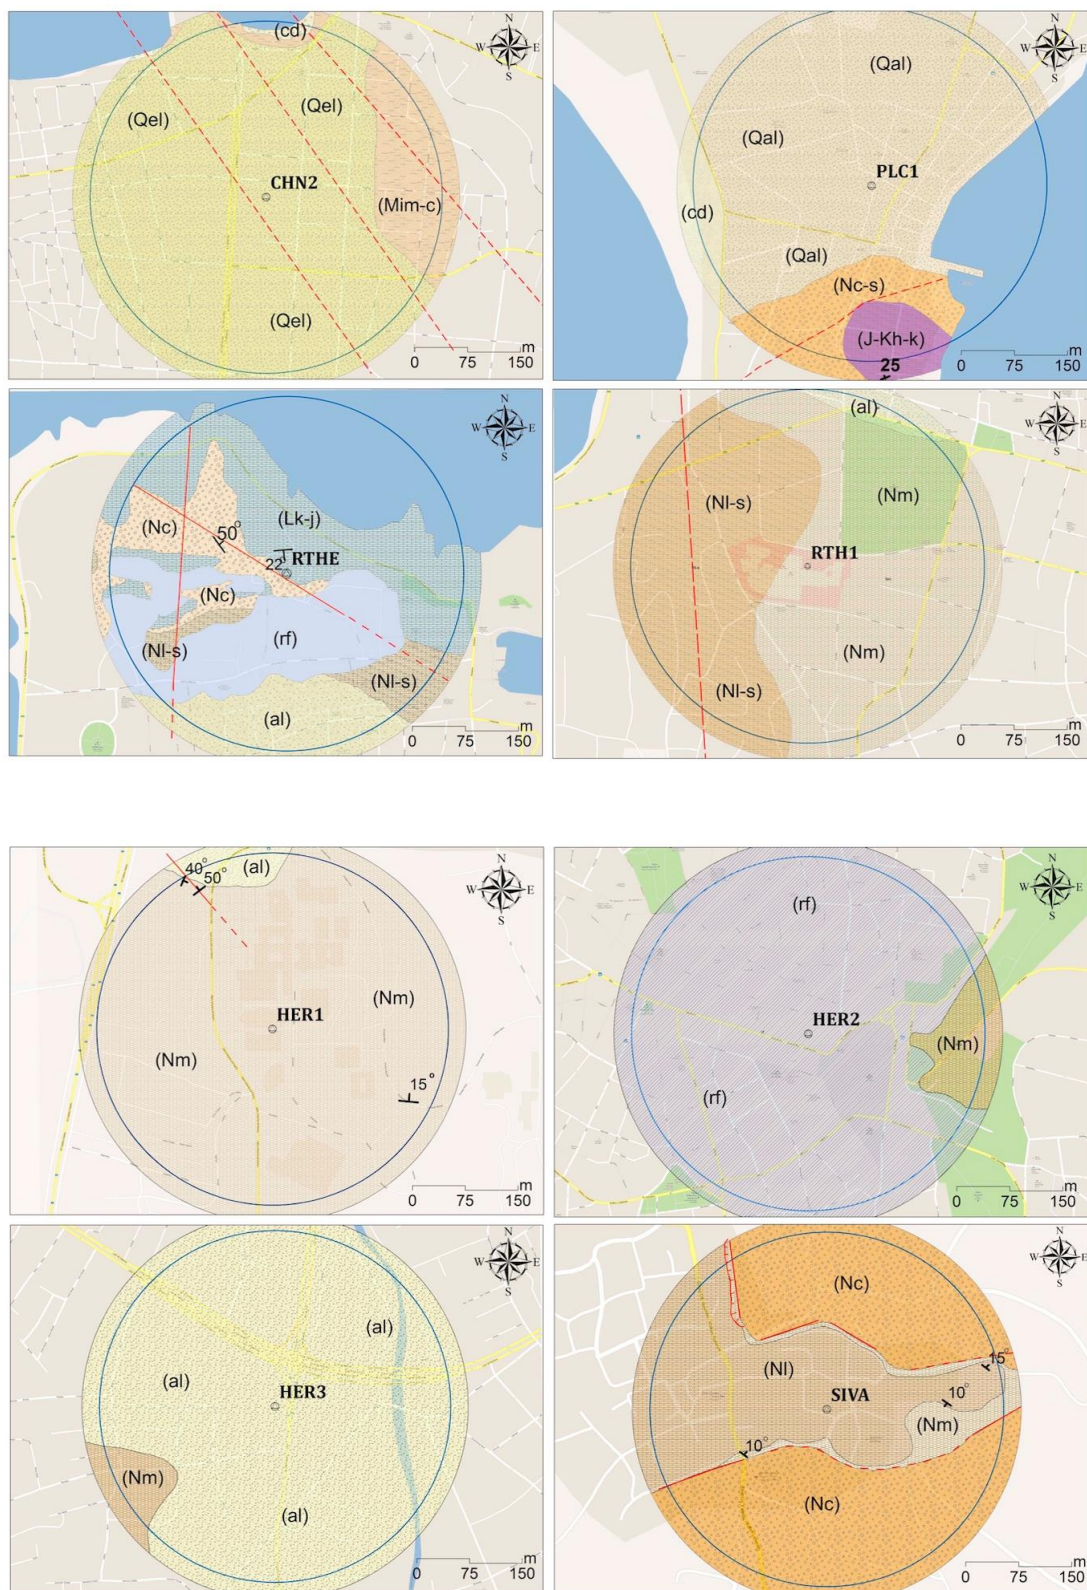 (cd)
N
W E
S
(Qel)
(Qel)
CHN2
(Mim-c)
(Qel)
m
0 75 150
(Qal)
N
W E
S
(Qal)
PLC1
(cd)
(Qal)
(Nc-s)
(J-Kh-k)
25
m
0 75 150
N
W E
S
(Nc)
50°
(Lk-j)
22°
RTHE
(Nc)
(rf)
(Nl-s)
(Nl-s)
(al)
m
0 75 150
(al)
N
W E
S
(Nl-s)
(Nm)
RTH1
(Nm)
(Nl-s)
m
0 75 150
40°
50°
(al)
N
W E
S
(Nm)
HER1
(Nm)
15°
m
0 75 150
N
W E
S
(rf)
HER2
(Nm)
(rf)
m
0 75 150
N
W E
S
(al)
(al)
HER3
(Nm)
(al)
m
0 75 150
N
W E
S
(Nc)
15°
(Nl)
SIVA
10°
(Nm)
10°
(Nc)
m
0 75 150